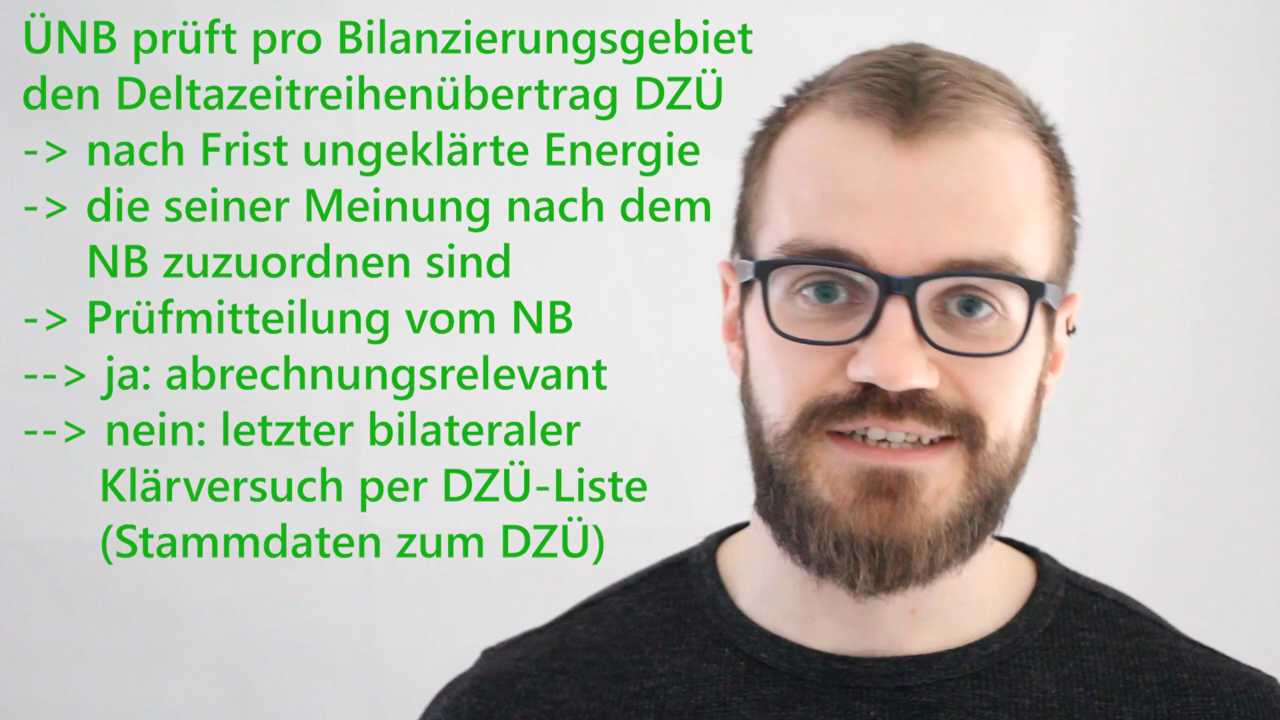 ÜNB prüft pro Bilanzierungsgebiet
den Deltazeitreihenübertrag DZÜ
-> nach Frist ungeklärte Energie
-> die seiner Meinung nach dem
NB zuzuordnen sind
-> Prüfmitteilung vom NB
--> ja: abrechnungsrelevant
--> nein: letzter bilateraler
Klärversuch per DZÜ-Liste
(Stammdaten zum DZÜ)